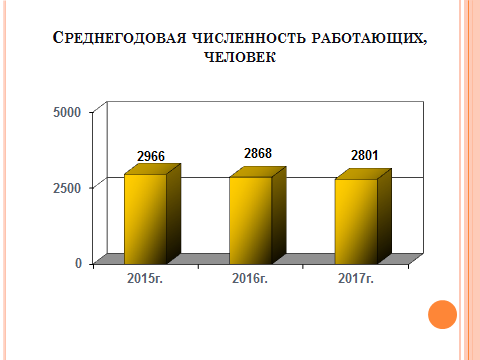 Среднегодовая численность работающих,
человек
5000
2966
2868
2801
2500
0
2015г.
2016г.
2017г.